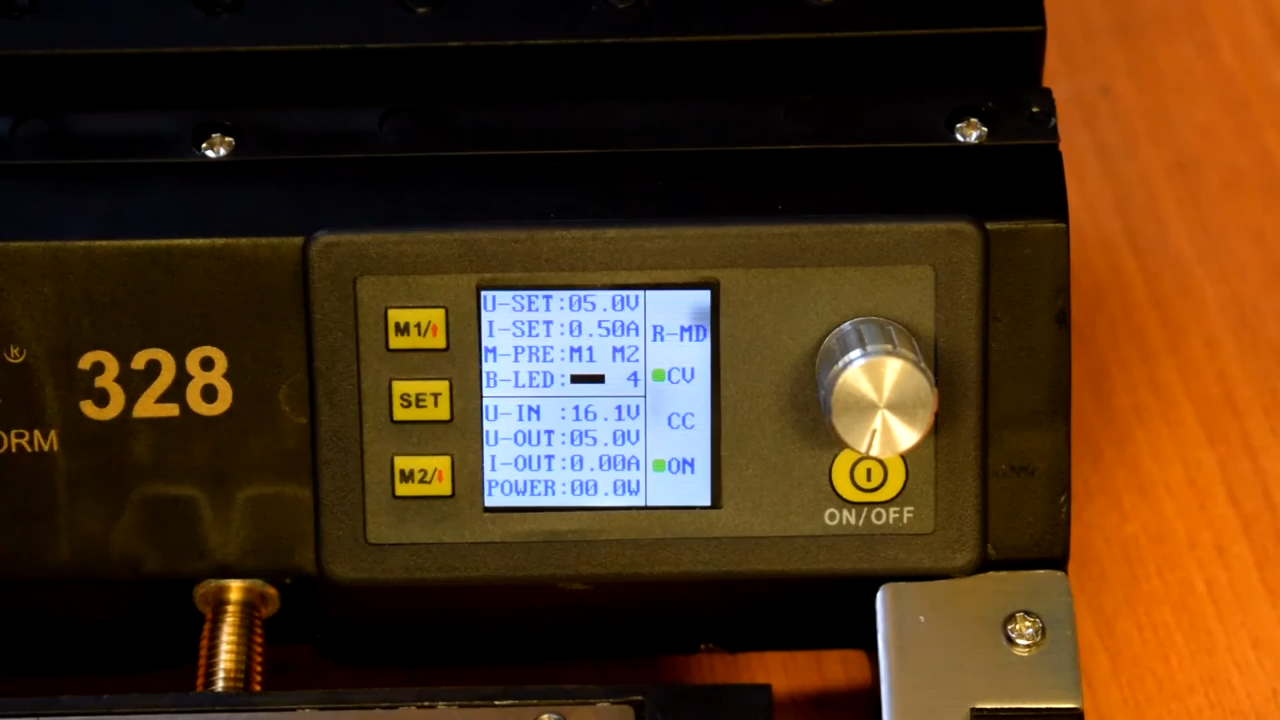 ®
328
ORM
M1/
SET
M2/
U-SET:05.0V
I-SET:0.50A
M-PRE:M1 M2
B-LED: 4
U-IN :16.1V
U-OUT:05.0V
I-OUT:0.00A
POWER:00.0W
R-MD
CV
CC
ON
ON/OFF